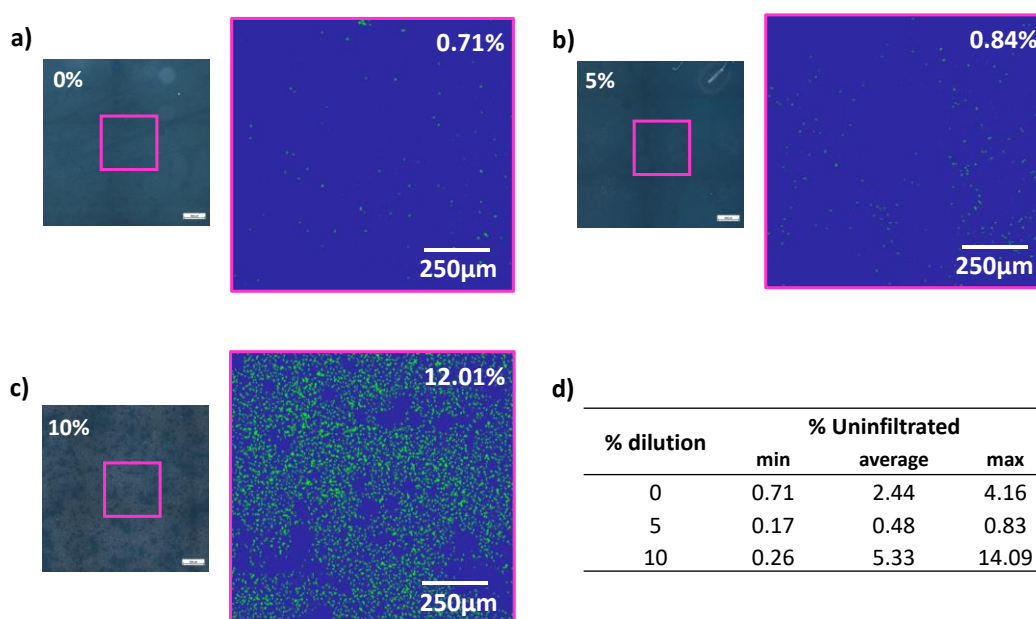 a)
0%
0.71%
250μm
b)
5%
0.84%
250μm
c)
10%
12.01%
250μm
d)
% dilution % Uninfiltrated
min average max
0 0.71 2.44 4.16
5 0.17 0.48 0.83
10 0.26 5.33 14.09